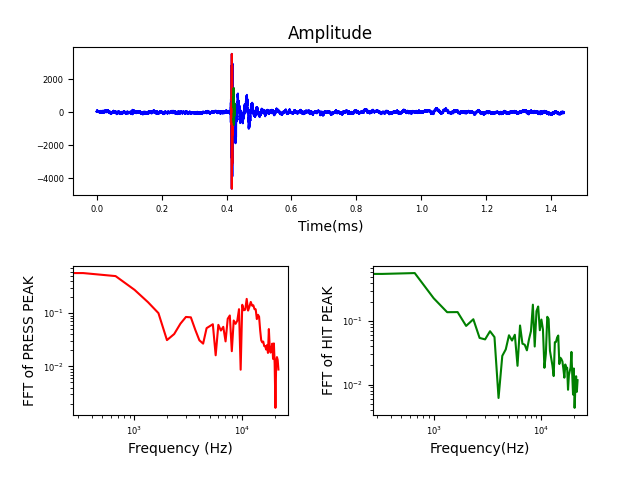 Amplitude
2000
0
−2000
−4000
0.0 0.2 0.4 0.6 0.8 1.0 1.2 1.4
Time(ms)
FFT of PRESS PEAK
10⁻¹
10⁻²
10³ 10⁴
Frequency (Hz)
FFT of HIT PEAK
10⁻¹
10⁻²
10³ 10⁴
Frequency(Hz)